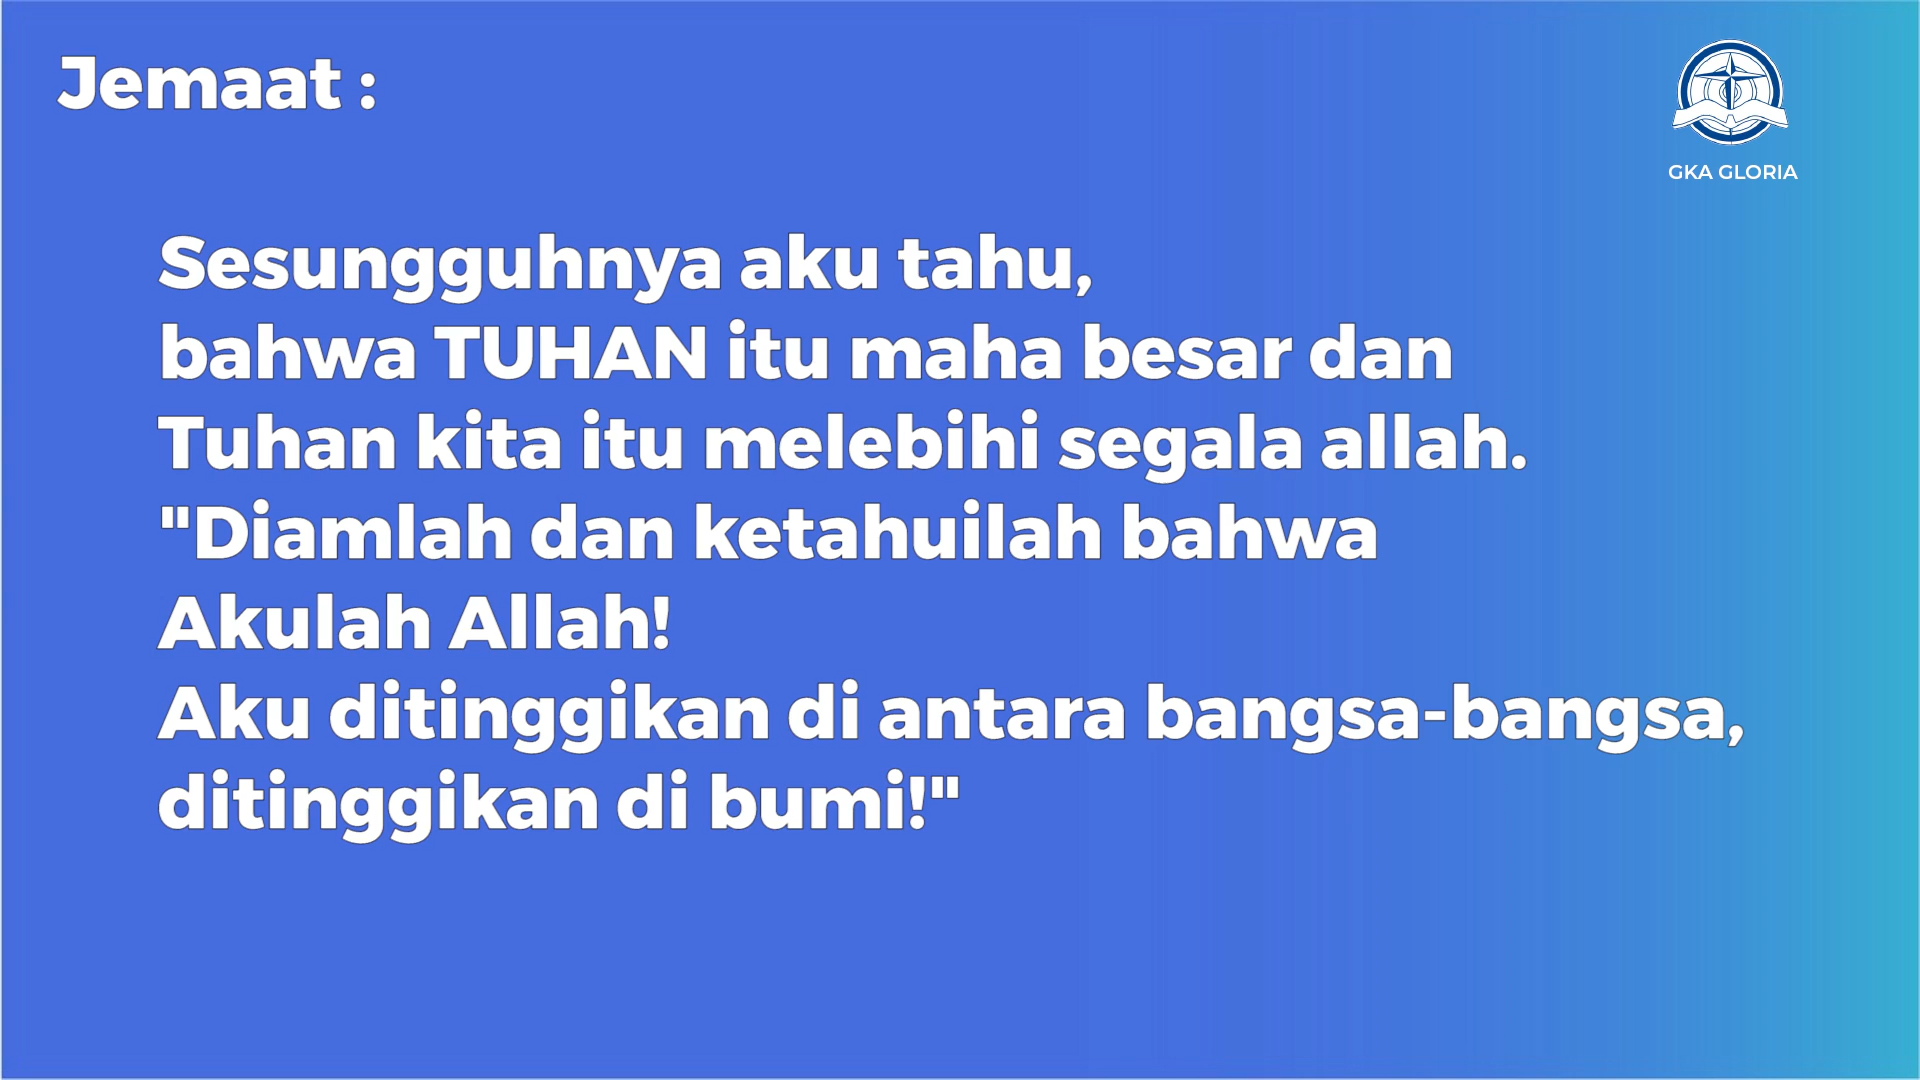 Jemaat :
GKA GLORIA
Sesungguhnya aku tahu,
bahwa TUHAN itu maha besar dan
Tuhan kita itu melebihi segala allah.
"Diamlah dan ketahuilah bahwa
Akulah Allah!
Aku ditinggikan di antara bangsa-bangsa,
ditinggikan di bumi!"